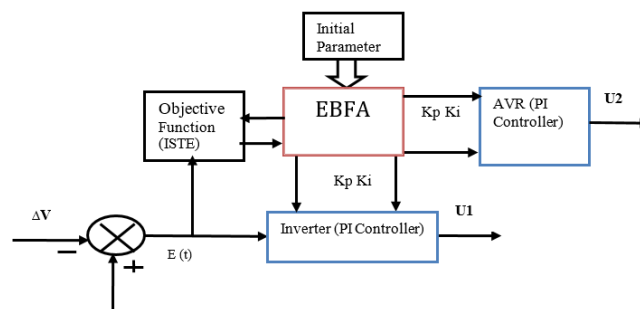 Initial
Parameter
EBFA
Objective
Function
(ISTE)
Kp Ki
AVR (PI
Controller)
U2
Kp Ki
ΔV
U1
Inverter (PI Controller)
E (t)